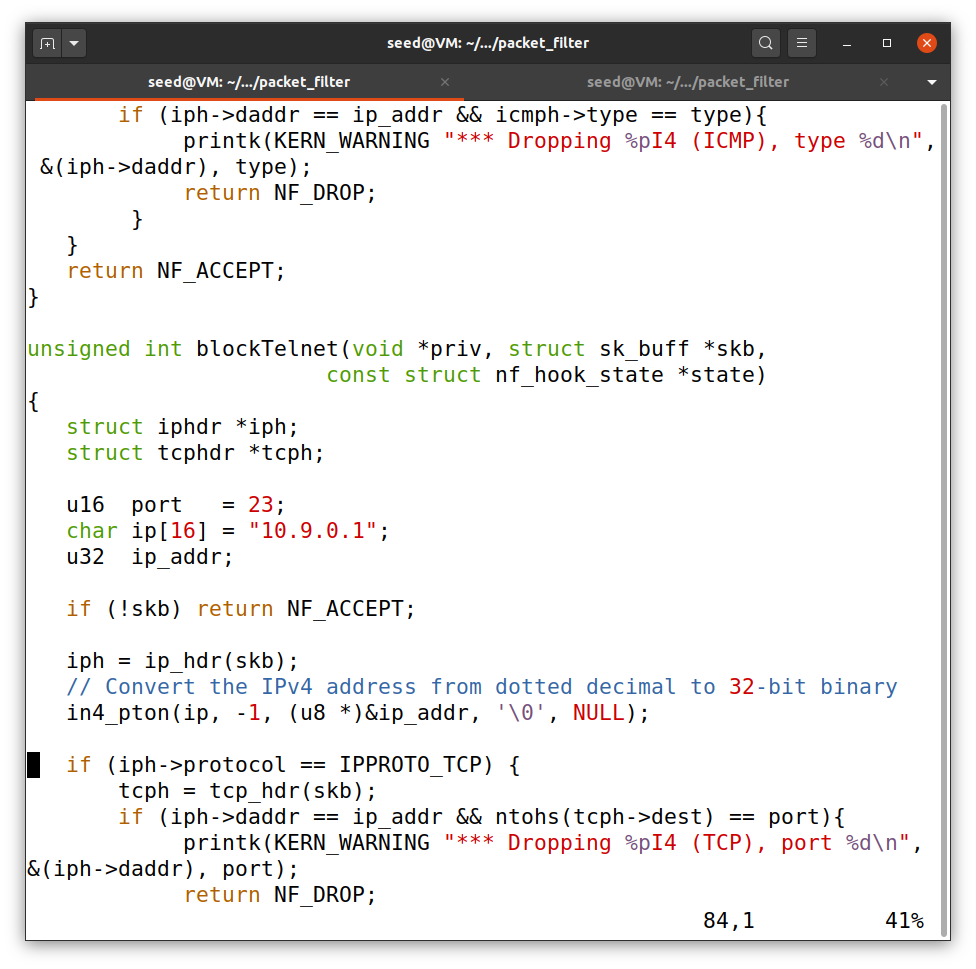 seed@VM: ~/.../packet_filter
seed@VM: ~/.../packet_filter
seed@VM: ~/.../packet_filter
       if (iph->daddr == ip_addr && icmph->type == type){
            printk(KERN_WARNING "*** Dropping %pI4 (ICMP), type %d\n",
 &(iph->daddr), type);
            return NF_DROP;
        }
   }
   return NF_ACCEPT;
}
unsigned int blockTelnet(void *priv, struct sk_buff *skb,
                       const struct nf_hook_state *state)
{
   struct iphdr *iph;
   struct tcphdr *tcph;
   u16  port   = 23;
   char ip[16] = "10.9.0.1";
   u32  ip_addr;
   if (!skb) return NF_ACCEPT;
   iph = ip_hdr(skb);
   // Convert the IPv4 address from dotted decimal to 32-bit binary
   in4_pton(ip, -1, (u8 *)&ip_addr, '\0', NULL);
   if (iph->protocol == IPPROTO_TCP) {
       tcph = tcp_hdr(skb);
       if (iph->daddr == ip_addr && ntohs(tcph->dest) == port){
            printk(KERN_WARNING "*** Dropping %pI4 (TCP), port %d\n",
&(iph->daddr), port);
            return NF_DROP;
84,1          41%